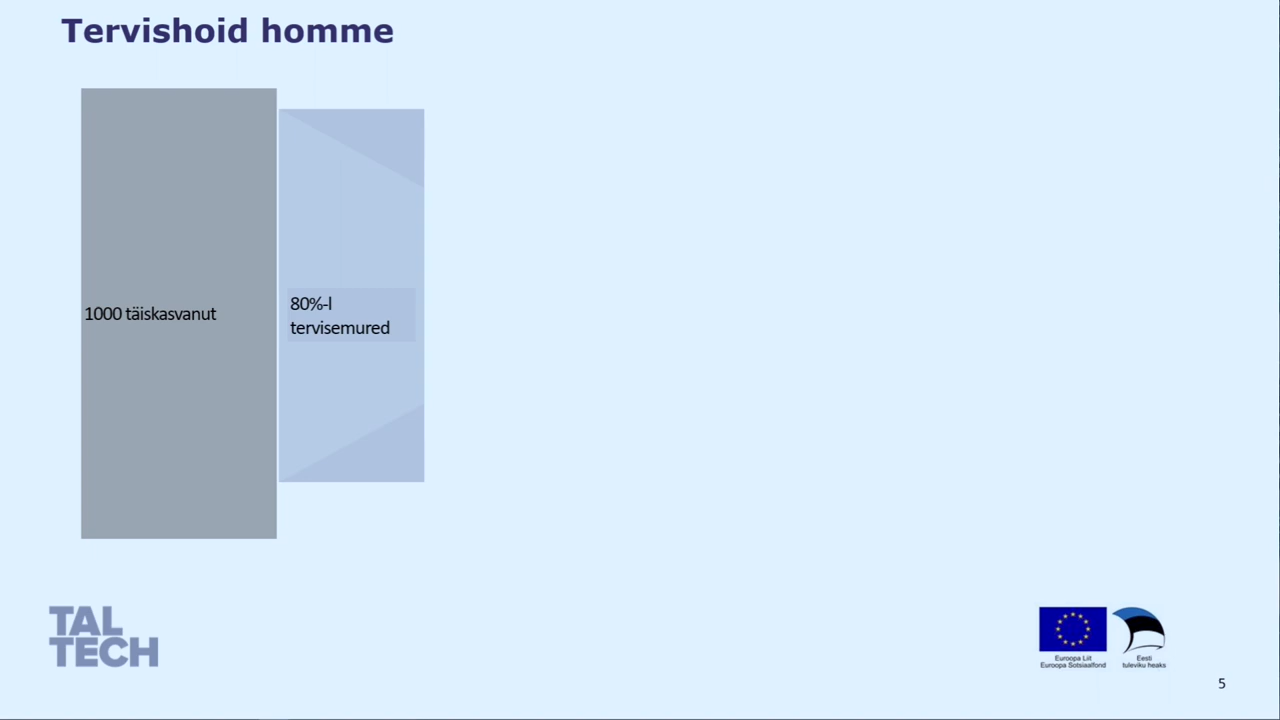 Tervishoid homme
1000 täiskasvanut
80%-l
tervisemured
TAL
TECH
Euroopa Liit
Euroopa Sotsiaalfond
Eesti
tuleviku heaks
5